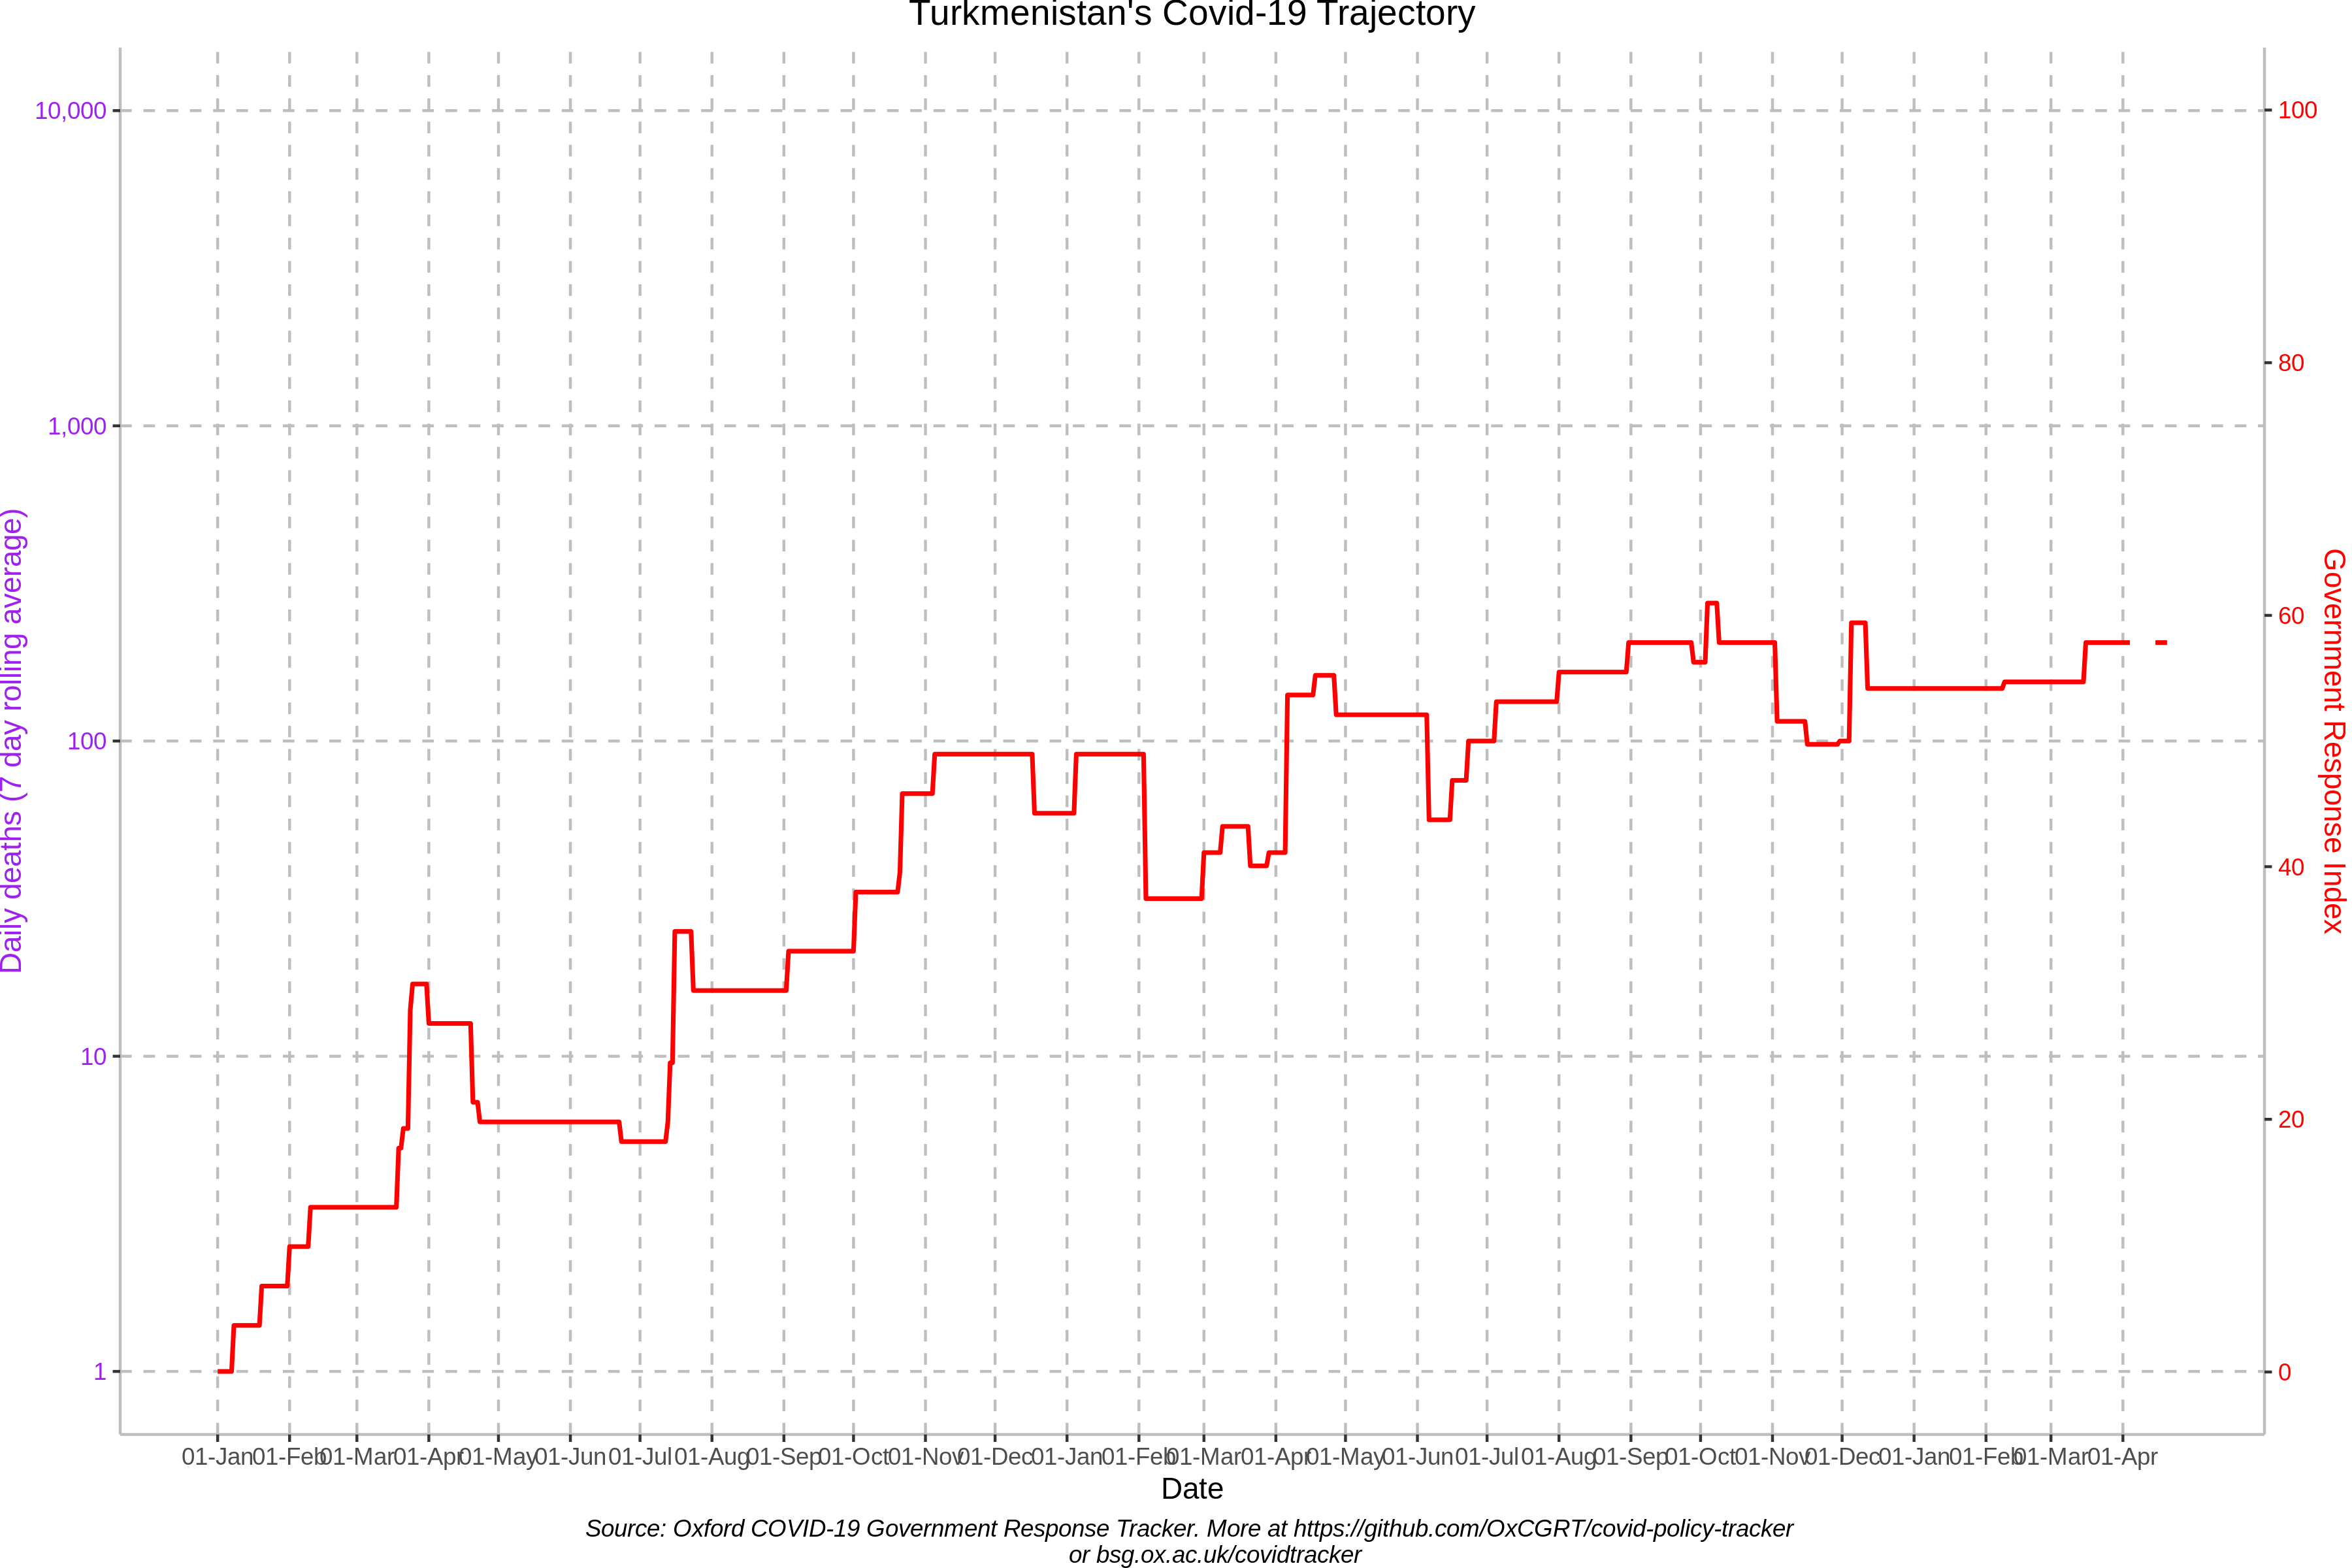 Turkmenistan's Covid-19 Trajectory
10,000
1,000
100
10
1
Daily deaths (7 day rolling average)
100
80
60
40
20
0
Government Response Index
01-Jan 01-Feb 01-Mar 01-Apr 01-May 01-Jun 01-Jul 01-Aug 01-Sep 01-Oct 01-Nov 01-Dec 01-Jan 01-Feb 01-Mar 01-Apr 01-May 01-Jun 01-Jul 01-Aug 01-Sep 01-Oct 01-Nov 01-Dec 01-Jan 01-Feb 01-Mar 01-Apr
Date
Source: Oxford COVID-19 Government Response Tracker. More at https://github.com/OxCGRT/covid-policy-tracker
or bsg.ox.ac.uk/covidtracker